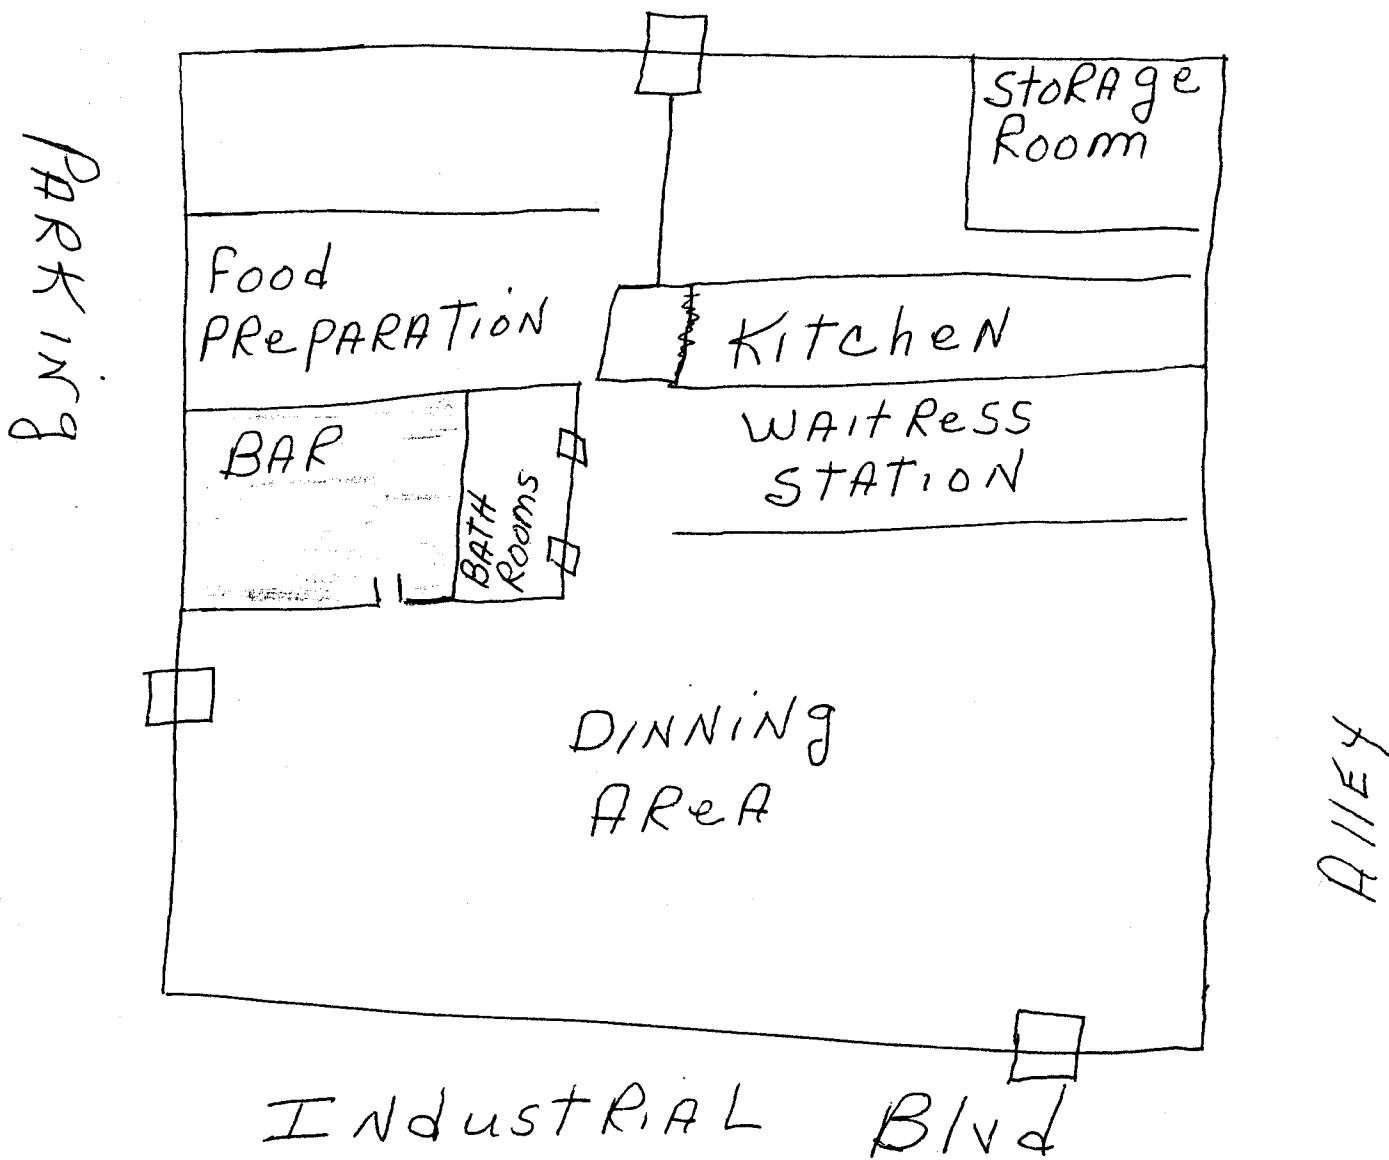 StoRAge
Room
PARKINg
Food
PRePARATiON
KitcheN
BAR
BATH
Rooms
WAitReSS
STATiON
DiNNiNg
AReA
AllEY
INdustRiAL Blvd